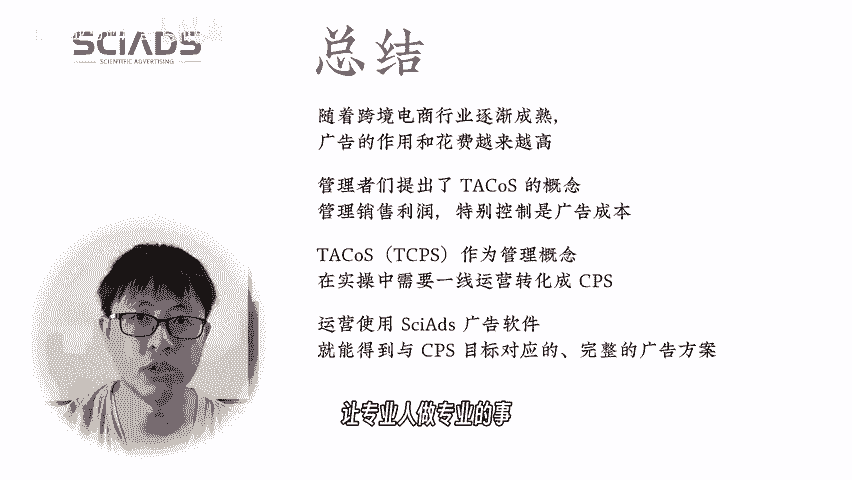 SCIADS
SCIENTIFIC ADVERTISING
总结
随着跨境电商行业逐渐成熟,
广告的作用和花费越来越高
管理者们提出了 TACoS 的概念
管理销售利润, 特别控制是广告成本
TACoS（TCPS）作为管理概念
在实操中需要一线运营转化成 CPS
运营使用 SciAds 广告软件
就能得到与 CPS 目标对应的、完整的广告方案
让专业人做专业的事